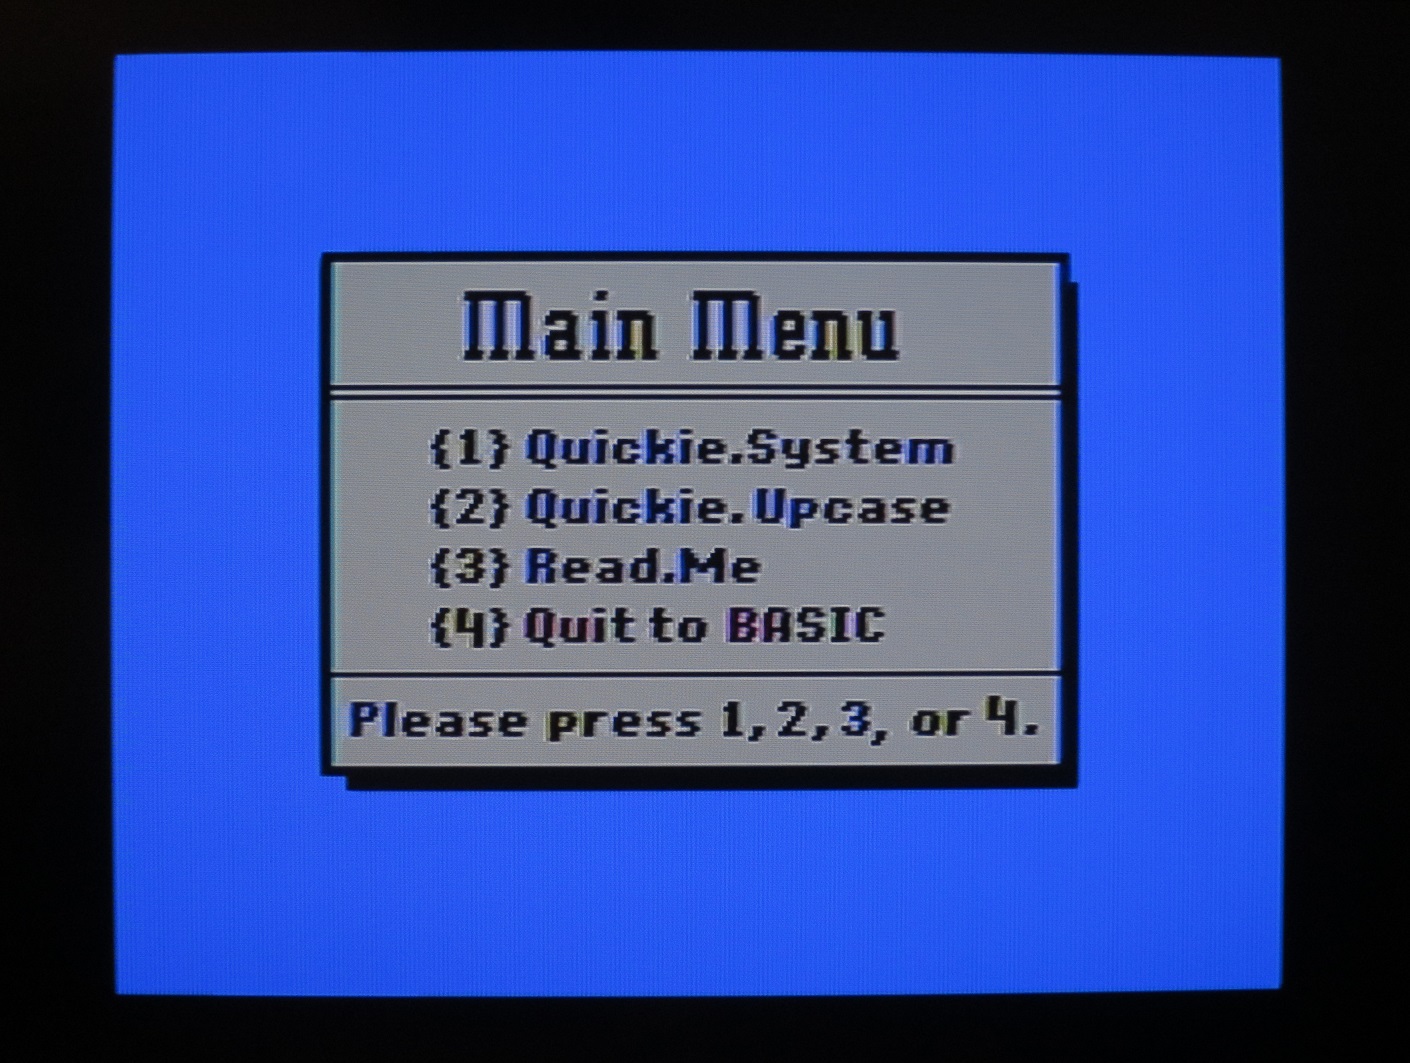 Main Menu
{1} Quickie.System
{2} Quickie.Upcase
{3} Read.Me
{4} Quit to BASIC
Please press 1,2,3, or 4.